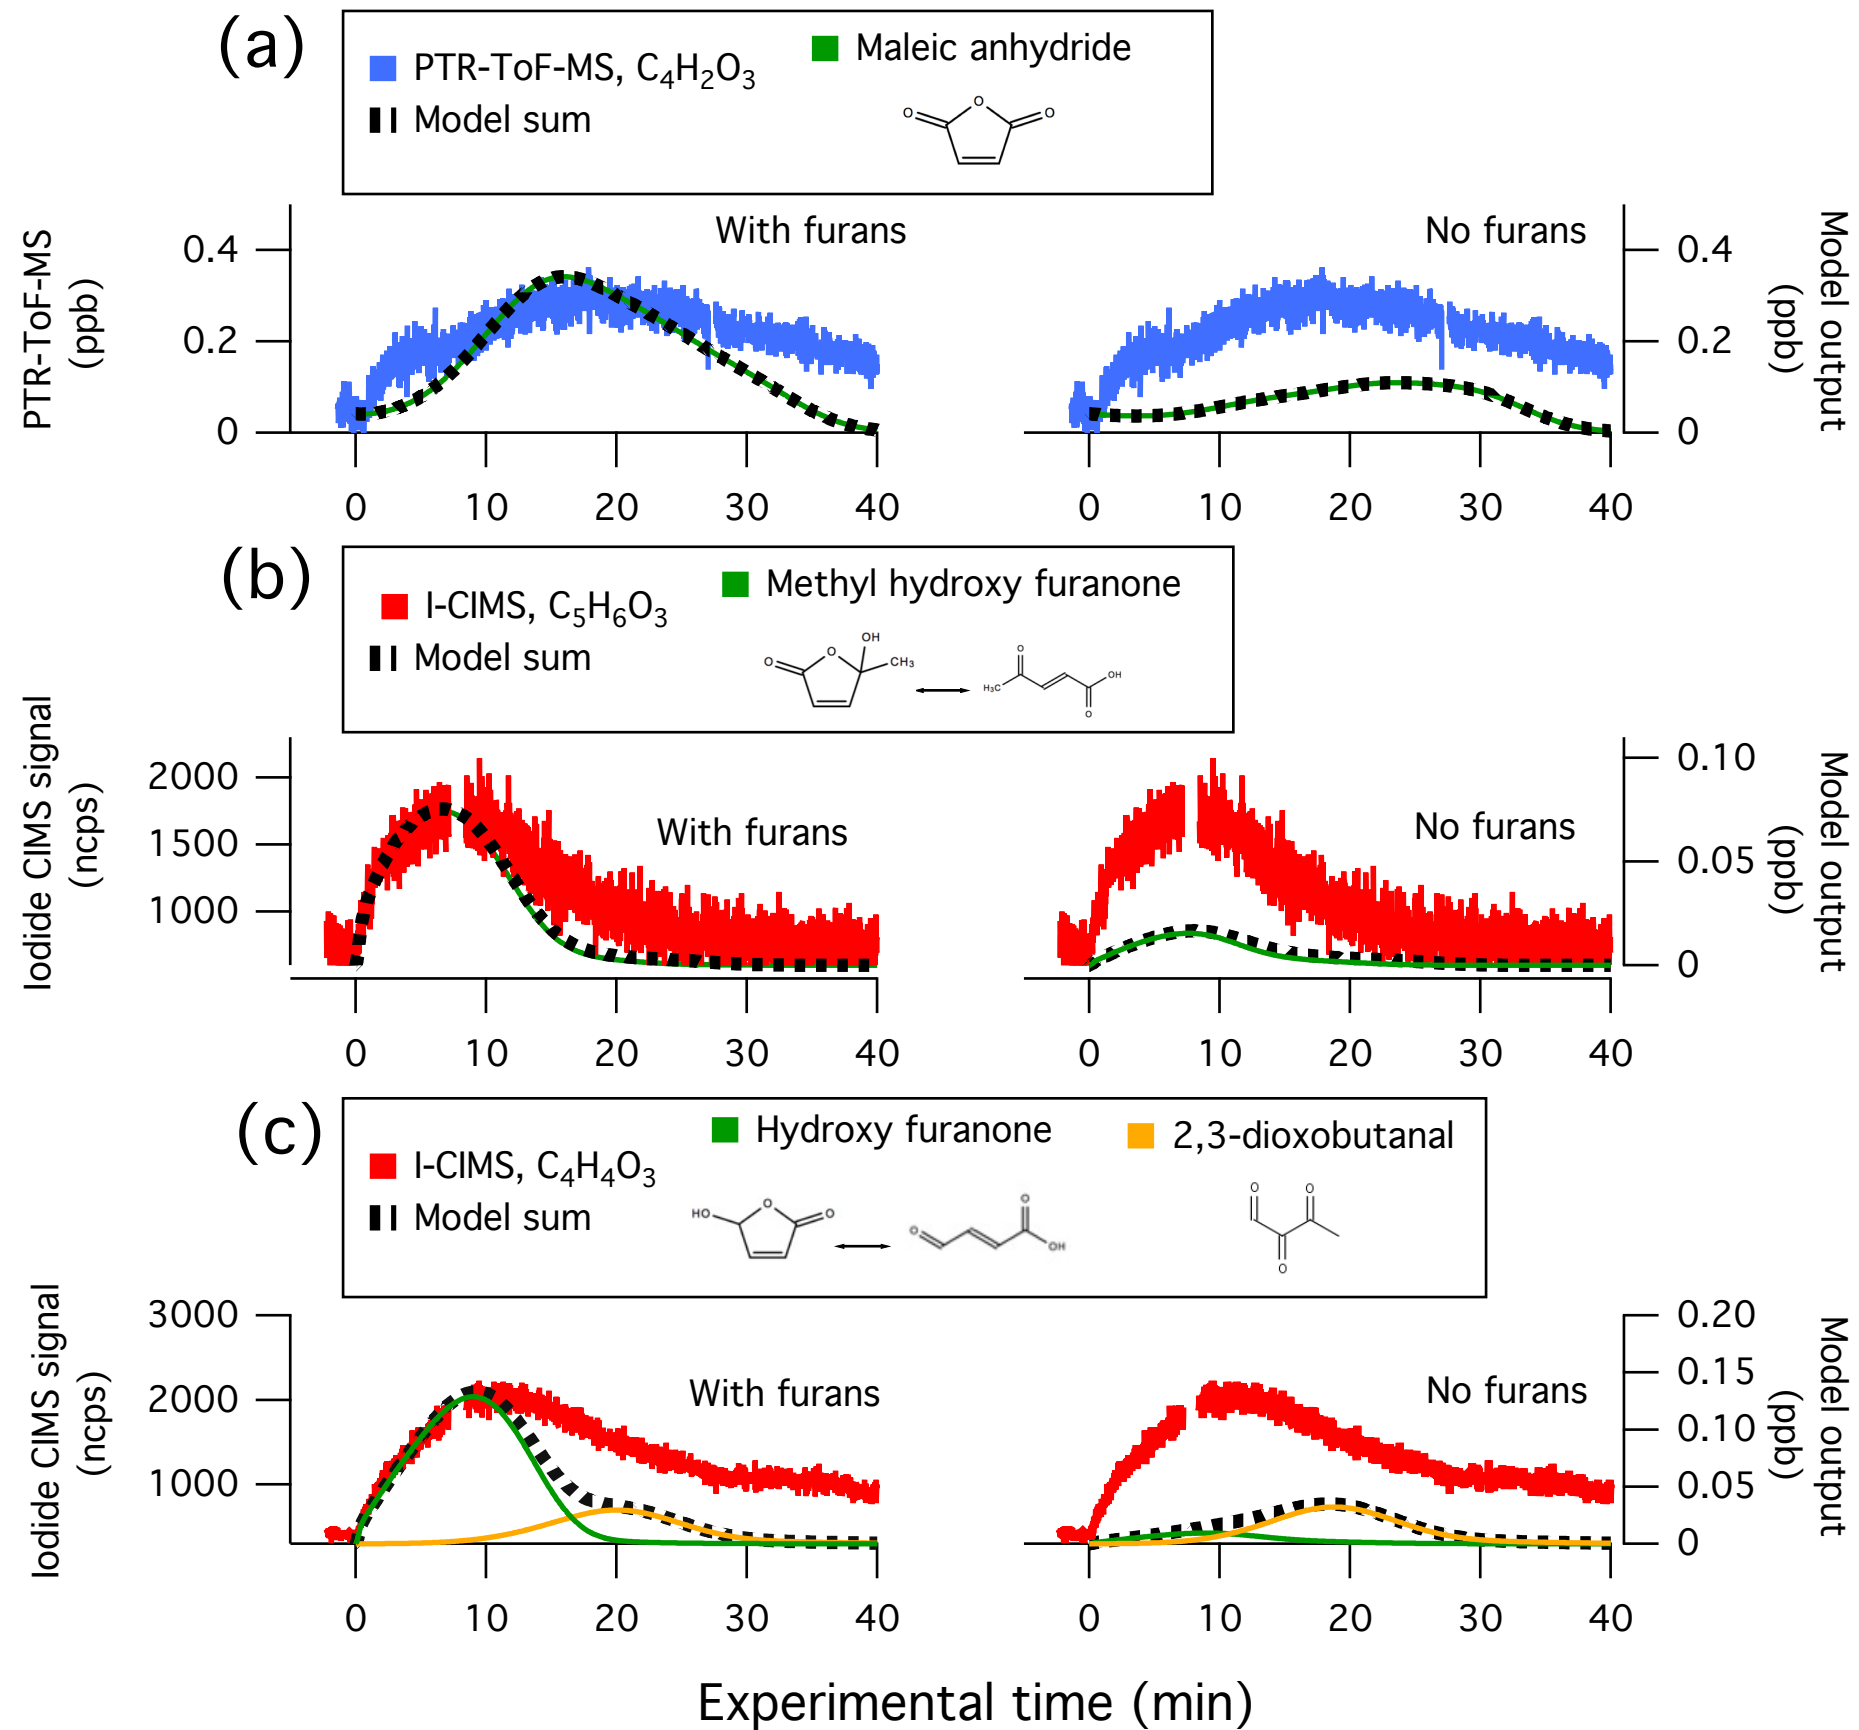 (a)
PTR-ToF-MS, C₄H₂O₃
Maleic anhydride
Model sum
O
O
O
PTR-ToF-MS
(ppb)
With furans
No furans
Model output
(ppb)
0.4
0.2
0
0.4
0.2
0
0 10 20 30 40
0 10 20 30 40
(b)
I-CIMS, C₅H₆O₃
Methyl hydroxy furanone
Model sum
O
O
OH
CH₃
H₃C
O
OH
O
Iodide CIMS signal
(ncps)
With furans
No furans
Model output
(ppb)
2000
1500
1000
0.10
0.05
0
0 10 20 30 40
0 10 20 30 40
(c)
I-CIMS, C₄H₄O₃
Hydroxy furanone
2,3-dioxobutanal
Model sum
HO
O
O
O
O
OH
O
O
O
Iodide CIMS signal
(ncps)
With furans
No furans
Model output
(ppb)
3000
2000
1000
0.20
0.15
0.10
0.05
0
0 10 20 30 40
0 10 20 30 40
Experimental time (min)